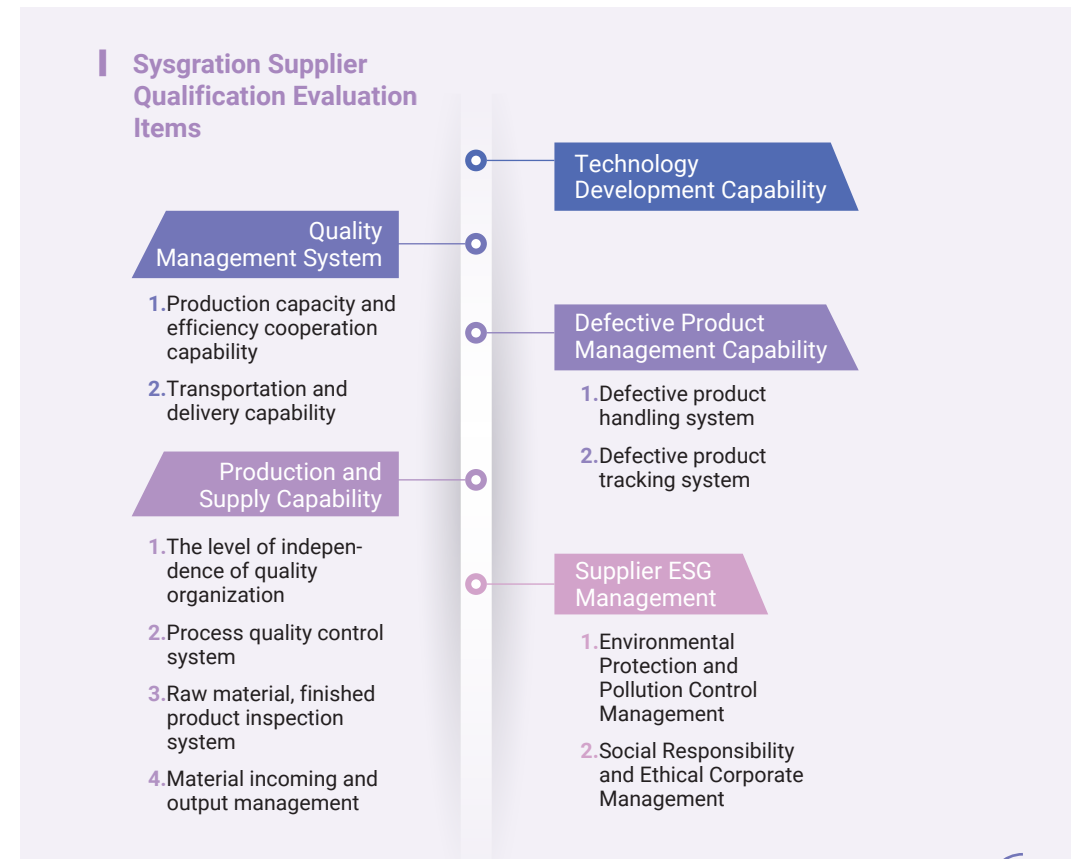 Sysgration Supplier
Qualification Evaluation
Items
Technology
Development Capability
Quality
Management System
1.Production capacity and
efficiency cooperation
capability
2.Transportation and
delivery capability
Defective Product
Management Capability
1.Defective product
handling system
2.Defective product
tracking system
Production and
Supply Capability
1.The level of indepen-
dence of quality
organization
2.Process quality control
system
3.Raw material, finished
product inspection
system
4.Material incoming and
output management
Supplier ESG
Management
1.Environmental
Protection and
Pollution Control
Management
2.Social Responsibility
and Ethical Corporate
Management